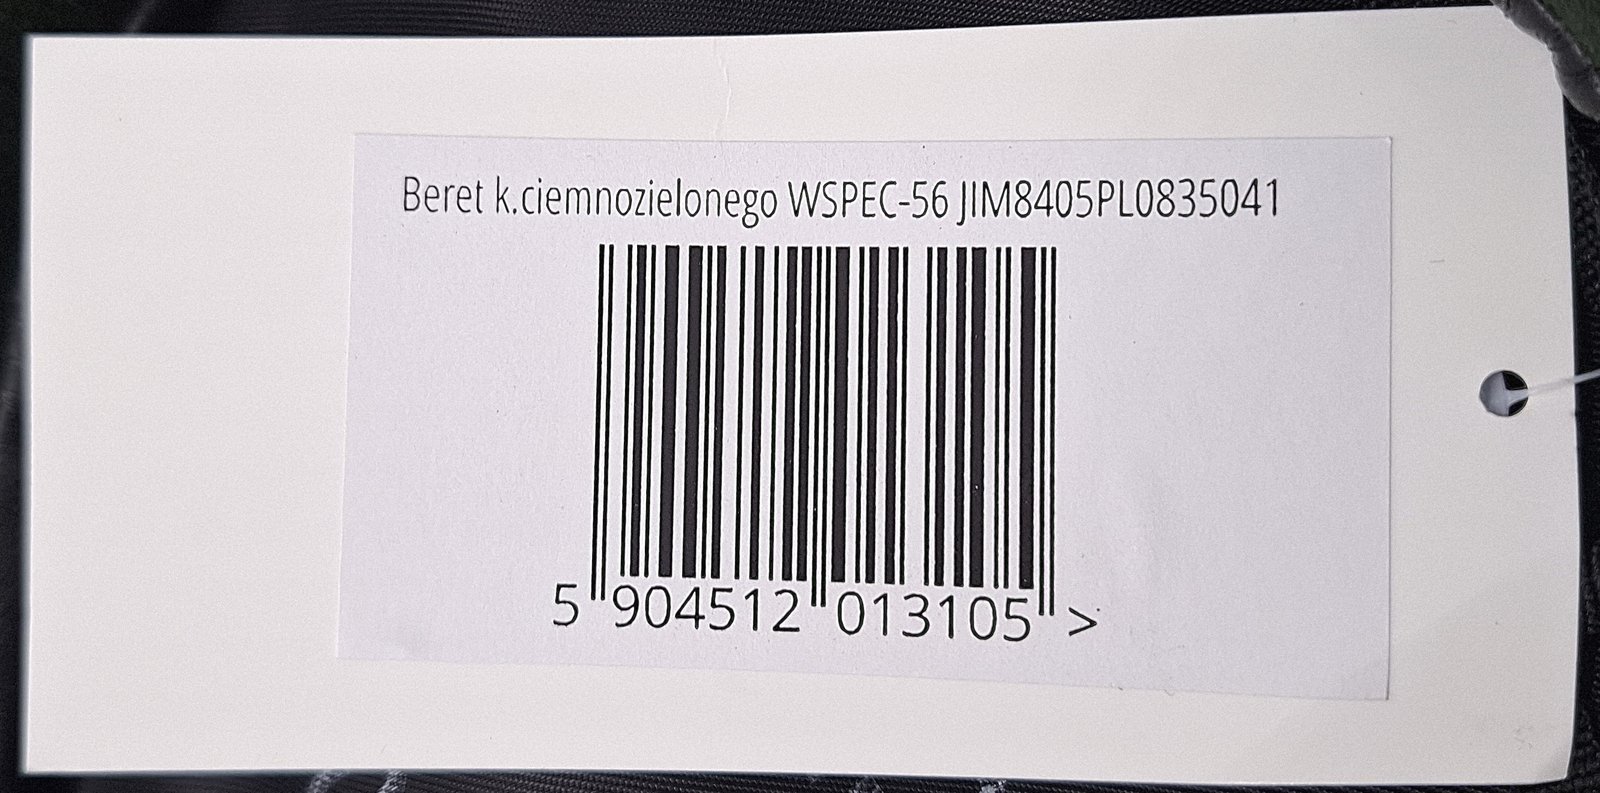 Beret k.ciemnozielonego WSPEC-56 JIM8405PL0835041
5 904512 013105 >